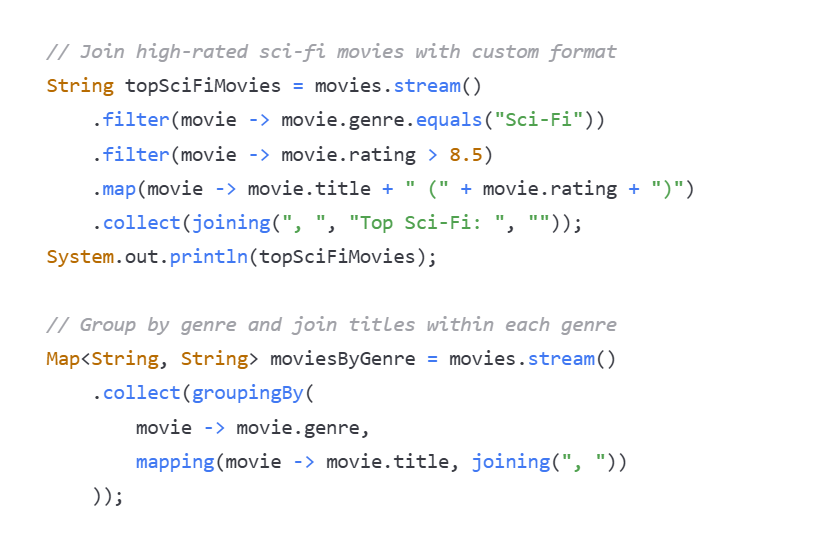 // Join high-rated sci-fi movies with custom format
String topSciFiMovies = movies.stream()
    .filter(movie -> movie.genre.equals("Sci-Fi"))
    .filter(movie -> movie.rating > 8.5)
    .map(movie -> movie.title + " (" + movie.rating + ")")
    .collect(joining(", ", "Top Sci-Fi: ", ""));
System.out.println(topSciFiMovies);

// Group by genre and join titles within each genre
Map<String, String> moviesByGenre = movies.stream()
    .collect(groupingBy(
        movie -> movie.genre,
        mapping(movie -> movie.title, joining(", "))
    ));